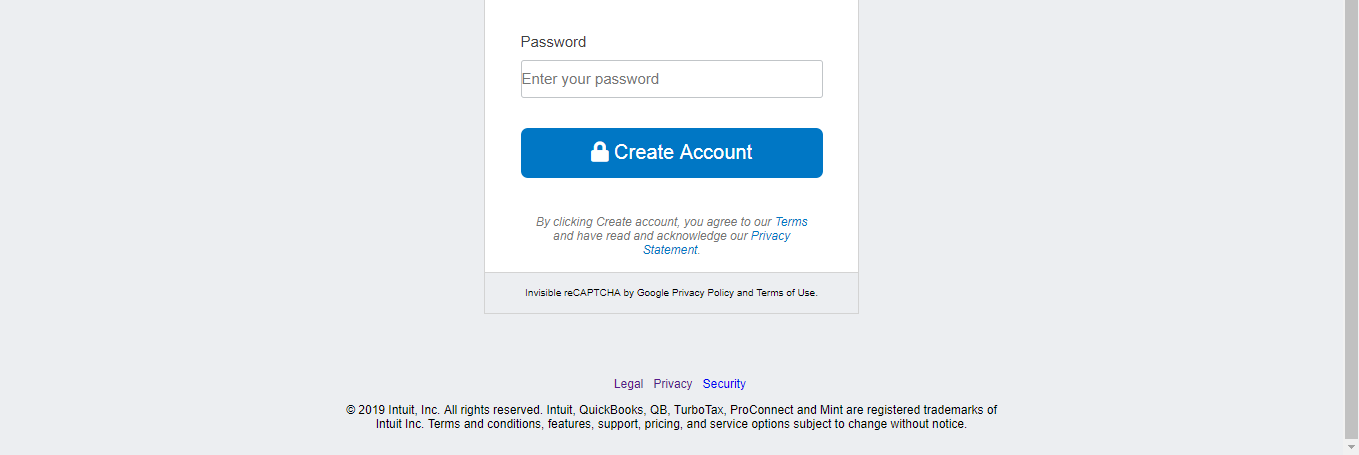 Password
Enter your password
Create Account
By clicking Create account, you agree to our Terms
and have read and acknowledge our Privacy
Statement.
Invisible reCAPTCHA by Google Privacy Policy and Terms of Use.
Legal Privacy Security
© 2019 Intuit, Inc. All rights reserved. Intuit, QuickBooks, QB, TurboTax, ProConnect and Mint are registered trademarks of
Intuit Inc. Terms and conditions, features, support, pricing, and service options subject to change without notice.